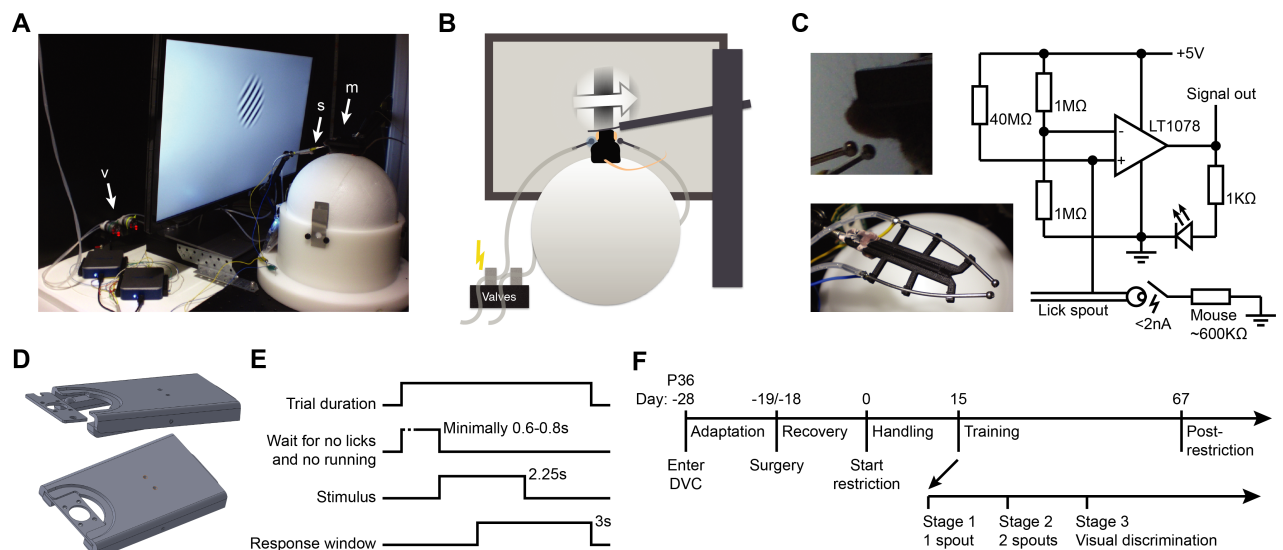 A
v
s
m
B
Valves
C
+5V
1MΩ
Signal out
40MΩ
LT1078
-
+
1MΩ
1KΩ
Lick spout
<2nA
Mouse
~600KΩ
D
E
Trial duration
Wait for no licks
and no running
Minimally 0.6-0.8s
Stimulus
2.25s
Response window
3s
F
P36
Day: -28
-19/-18
0
15
67
Adaptation
Recovery
Handling
Training
Post-
restriction
Enter
DVC
Surgery
Start
restriction
Stage 1
1 spout
Stage 2
2 spouts
Stage 3
Visual discrimination